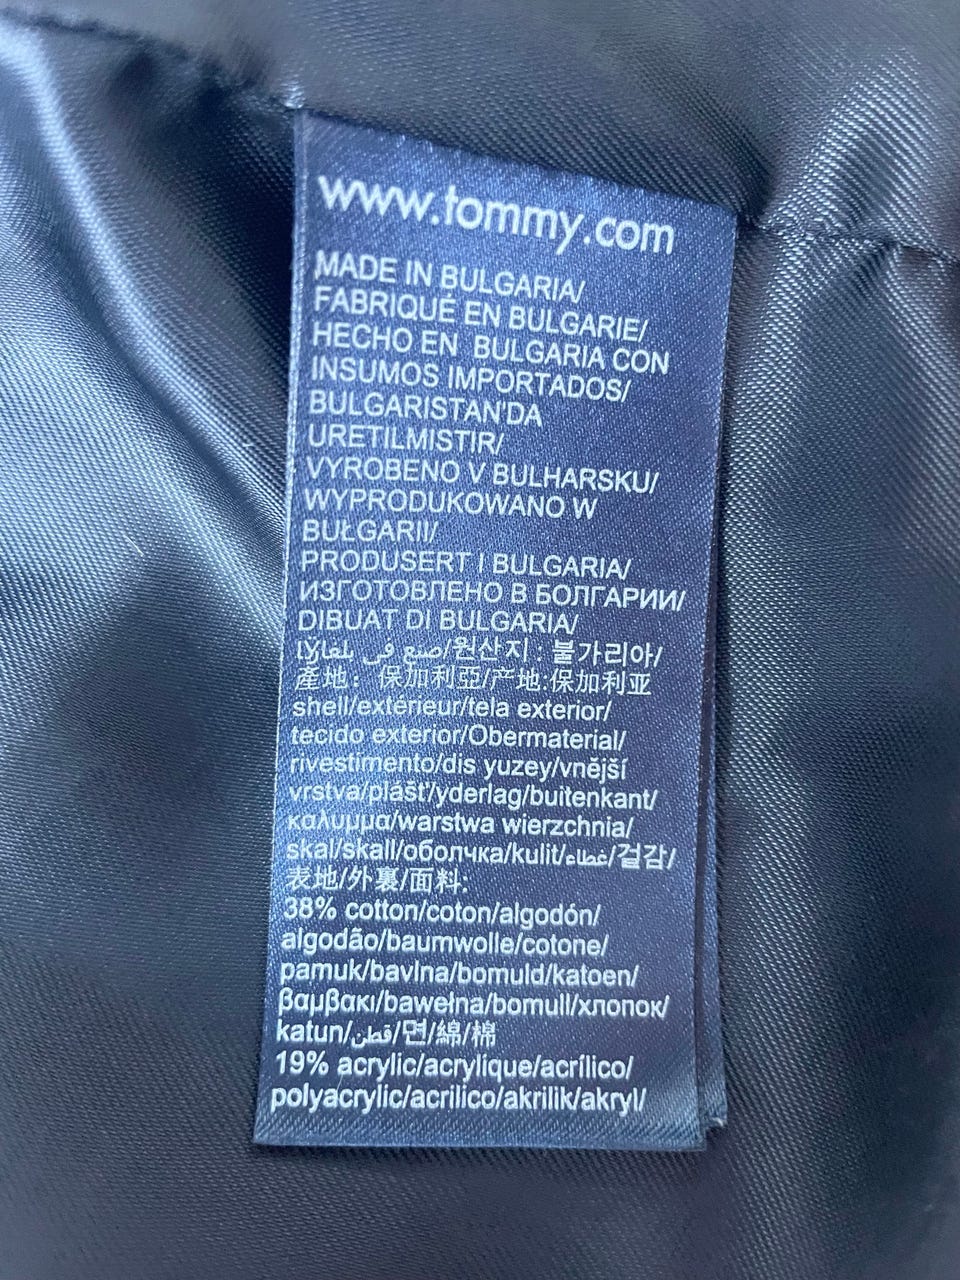 www.tommy.com
MADE IN BULGARIA/
FABRIQUÉ EN BULGARIE/
HECHO EN BULGARIA CON
INSUMOS IMPORTADOS/
BULGARISTAN'DA
URETILMISTIR/
VYROBENO V BULHARSKU/
WYPRODUKOWANO W
BUŁGARII/
PRODUSERT I BULGARIA/
ИЗГОТОВЛЕНО В БОЛГАРИИ/
DIBUAT DI BULGARIA/
صنع في بلغاالاا/원산지 : 불가리아/
產地： 保加利亞/产地:保加利亚
shell/extérieur/tela exterior/
tecido exterior/Obermaterial/
rivestimento/dis yuzey/vnější
vrstva/plášť/yderlag/buitenkant/
καλυμμα/warstwa wierzchnia/
skal/skall/оболчка/kulit/غطاء/겉감/
表地/外裏/面料:
38% cotton/coton/algodón/
algodão/baumwolle/cotone/
pamuk/bavlna/bomuld/katoen/
βαμβακι/bawełna/bomull/хлопок/
katun/قطن/면/綿/棉
19% acrylic/acrylique/acrílico/
polyacrylic/acrilico/akrilik/akryl/